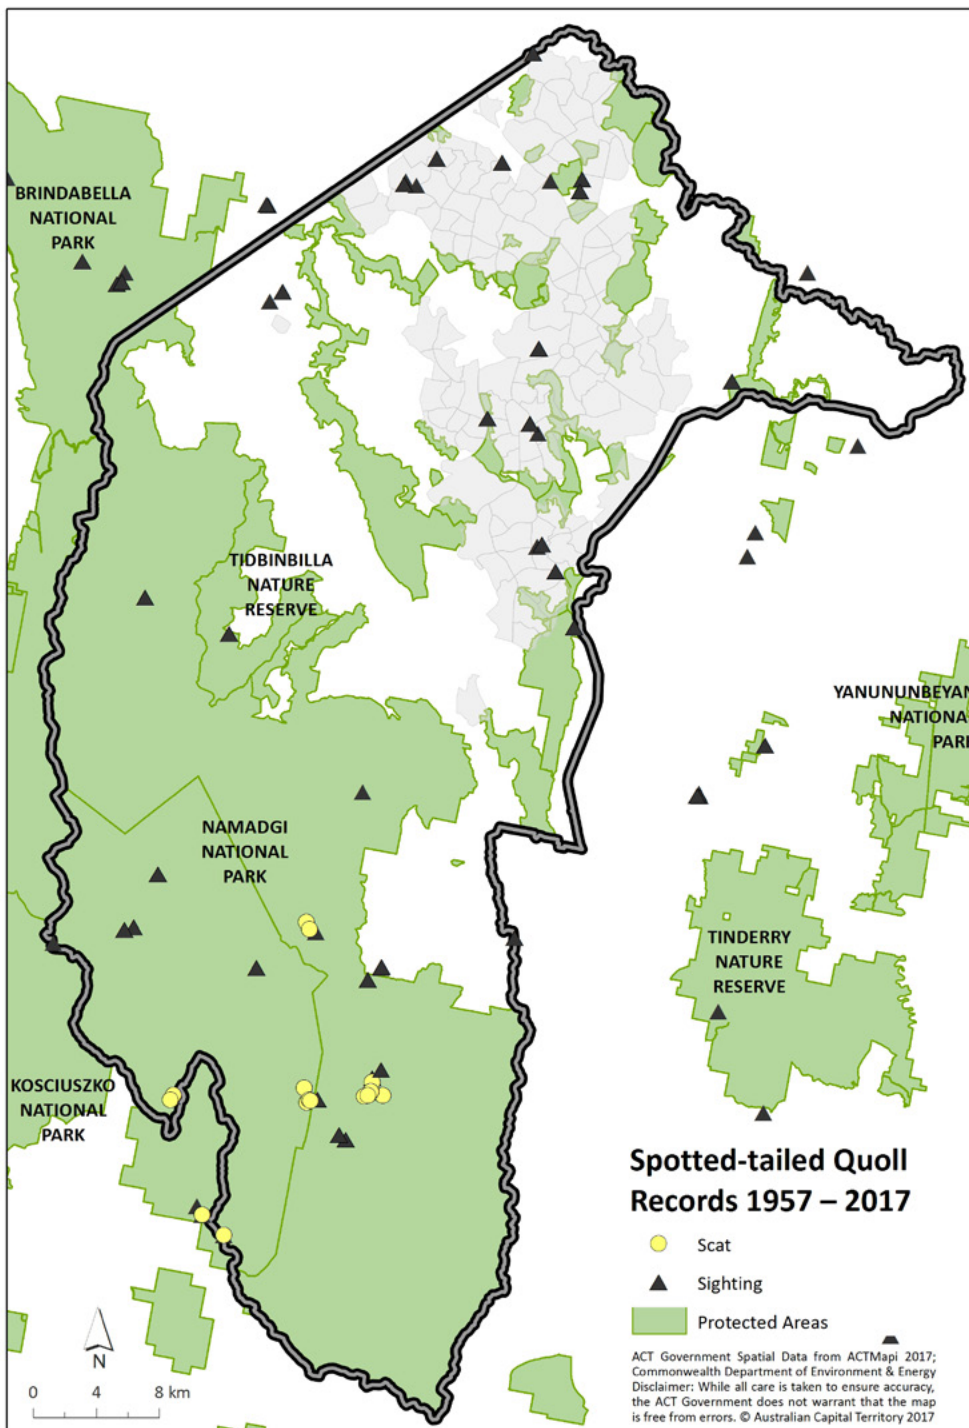 BRINDABELLA
NATIONAL
PARK
TIDBINBILLA
NATURE
RESERVE
YANUNUNBEYAN
NATIONAL
PARK
NAMADGI
NATIONAL
PARK
TINDERRY
NATURE
RESERVE
KOSCIUSZKO
NATIONAL
PARK
Spotted-tailed Quoll
Records 1957 – 2017
Scat
Sighting
Protected Areas
N
0 4 8 km
ACT Government Spatial Data from ACTMapi 2017;
Commonwealth Department of Environment & Energy
Disclaimer: While all care is taken to ensure accuracy,
the ACT Government does not warrant that the map
is free from errors. © Australian Capital Territory 2017